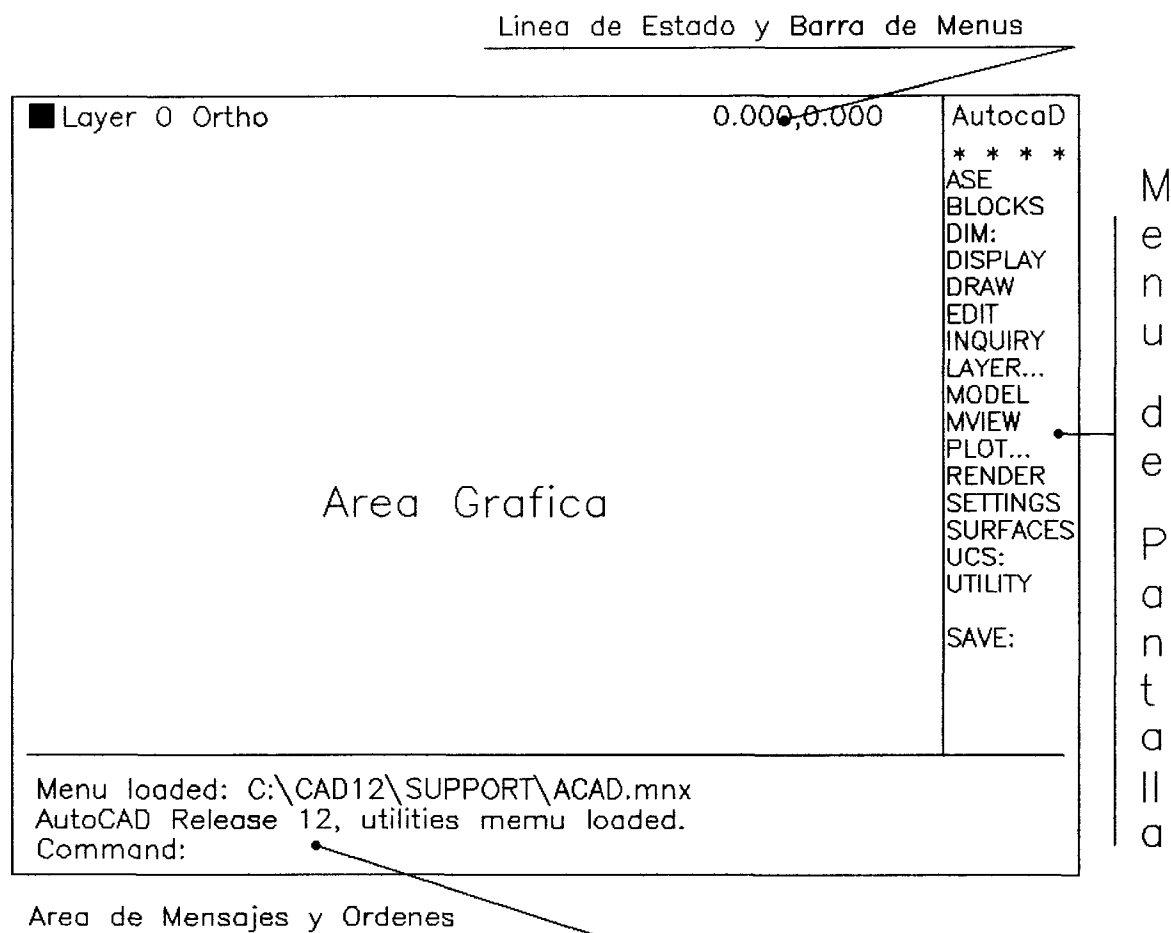 Linea de Estado y Barra de Menus
Layer 0 Ortho 0.000,0.000
AutocaD
* * * *
ASE
BLOCKS
DIM:
DISPLAY
DRAW
EDIT
INQUIRY
LAYER...
MODEL
MVIEW
PLOT...
RENDER
SETTINGS
SURFACES
UCS:
UTILITY
SAVE:
Menu de Pantalla
Area Grafica
Menu loaded: C:\CAD12\SUPPORT\ACAD.mnx
AutoCAD Release 12, utilities memu loaded.
Command:
Area de Mensajes y Ordenes